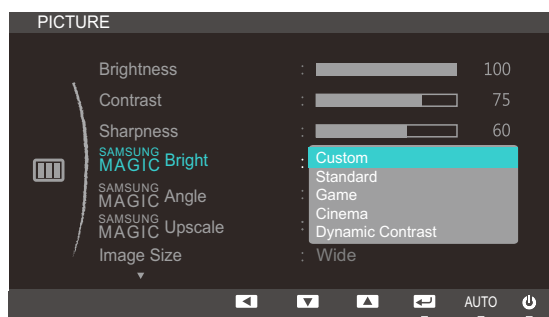 PICTURE
Brightness : 100
Contrast : 75
Sharpness : 60
SAMSUNG MAGIC Bright : Custom
Standard
SAMSUNG MAGIC Angle : Game
Cinema
SAMSUNG MAGIC Upscale : Dynamic Contrast
Image Size : Wide
AUTO